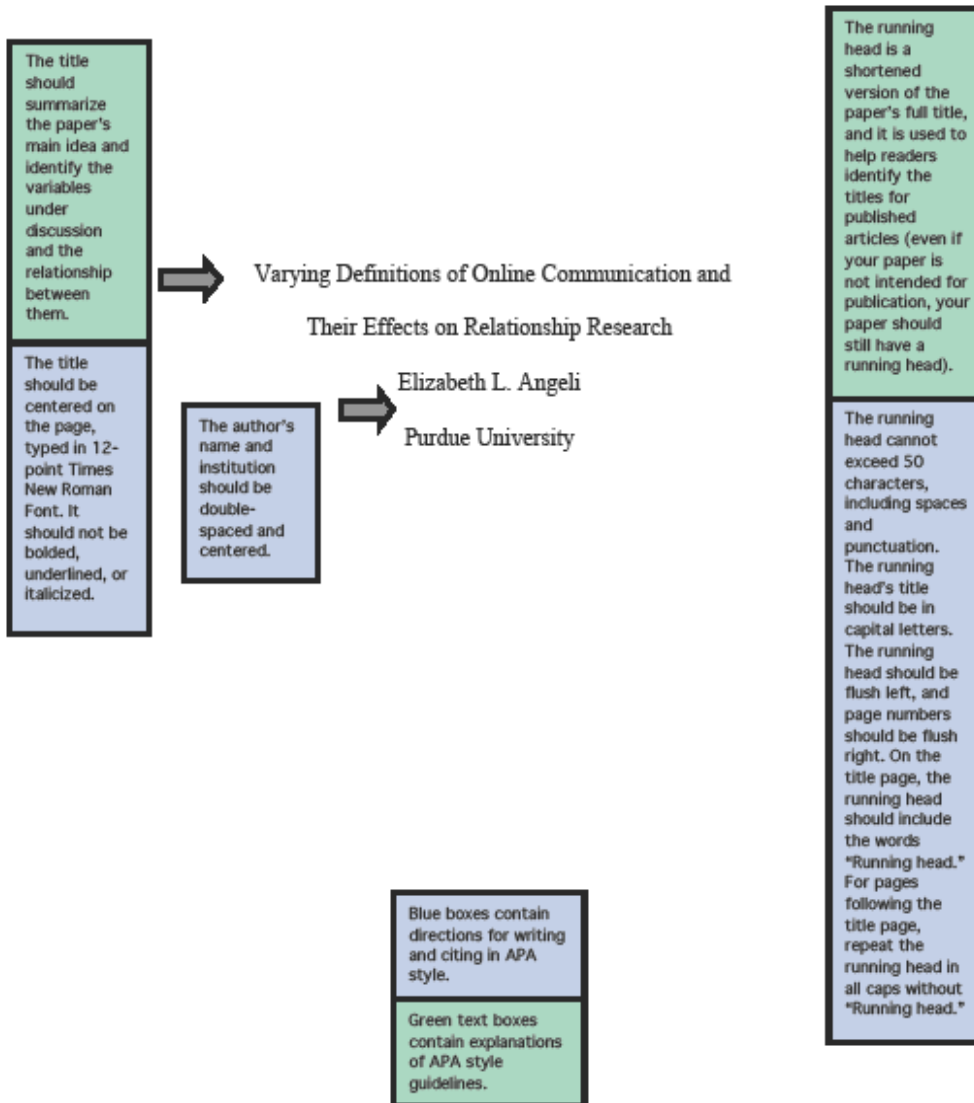 The title
should
summarize
the paper's
main idea and
identify the
variables
under
discussion
and the
relationship
between
them.
The title
should be
centered on
the page,
typed in 12-
point Times
New Roman
Font. It
should not be
bolded,
underlined, or
italicized.
Varying Definitions of Online Communication and
Their Effects on Relationship Research
Elizabeth L. Angeli
Purdue University
The author's
name and
institution
should be
double-
spaced and
centered.
The running
head is a
shortened
version of the
paper's full title,
and it is used to
help readers
identify the
titles for
published
articles (even if
your paper is
not intended for
publication, your
paper should
still have a
running head).
The running
head cannot
exceed 50
characters,
including spaces
and
punctuation.
The running
head's title
should be in
capital letters.
The running
head should be
flush left, and
page numbers
should be flush
right. On the
title page, the
running head
should include
the words
"Running head."
For pages
following the
title page,
repeat the
running head in
all caps without
"Running head."
Blue boxes contain
directions for writing
and citing in APA
style.
Green text boxes
contain explanations
of APA style
guidelines.